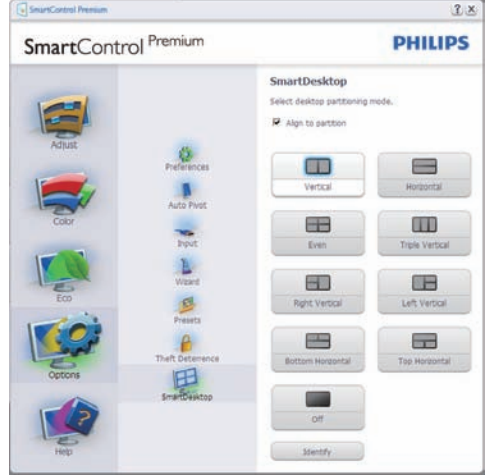 SmartControl Premium
SmartControl Premium
PHILIPS
Adjust
Color
Eco
Options
Help
Preferences
Auto Pivot
Input
Wizard
Presets
Theft Deterrence
SmartDesktop
SmartDesktop
Select desktop partitioning mode.
Align to partition
Vertical
Horizontal
Even
Triple Vertical
Right Vertical
Left Vertical
Bottom Horizontal
Top Horizontal
Off
Identify